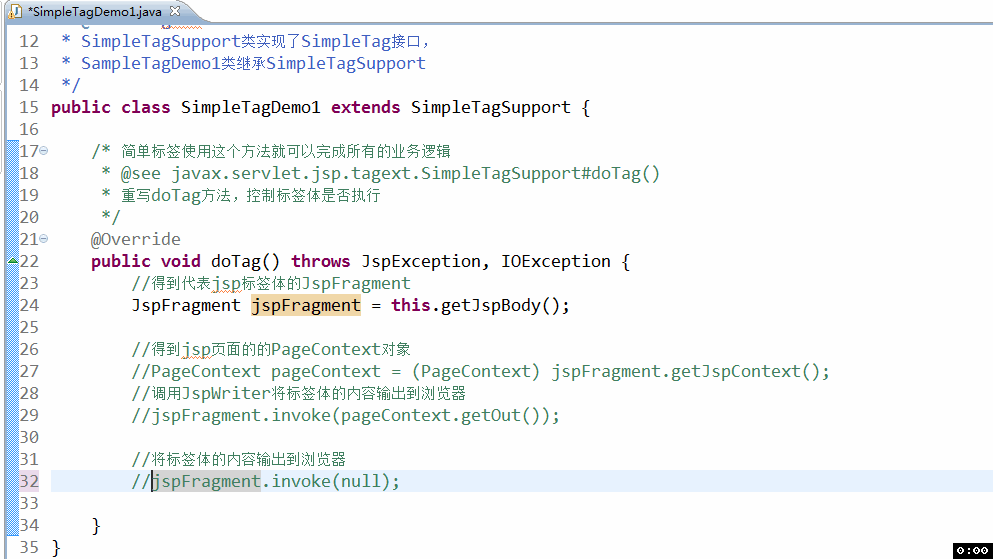 *SimpleTagDemo1.java
12 * SimpleTagSupport类实现了SimpleTag接口，
13 * SampleTagDemo1类继承SimpleTagSupport
14 */
15 public class SimpleTagDemo1 extends SimpleTagSupport {
16
17 /* 简单标签使用这个方法就可以完成所有的业务逻辑
18 * @see javax.servlet.jsp.tagext.SimpleTagSupport#doTag()
19 * 重写doTag方法，控制标签体是否执行
20 */
21 @Override
22 public void doTag() throws JspException, IOException {
23 //得到代表jsp标签体的JspFragment
24 JspFragment jspFragment = this.getJspBody();
25
26 //得到jsp页面的的PageContext对象
27 //PageContext pageContext = (PageContext) jspFragment.getJspContext();
28 //调用JspWriter将标签体的内容输出到浏览器
29 //jspFragment.invoke(pageContext.getOut());
30
31 //将标签体的内容输出到浏览器
32 //jspFragment.invoke(null);
33
34 }
35 }
0:00